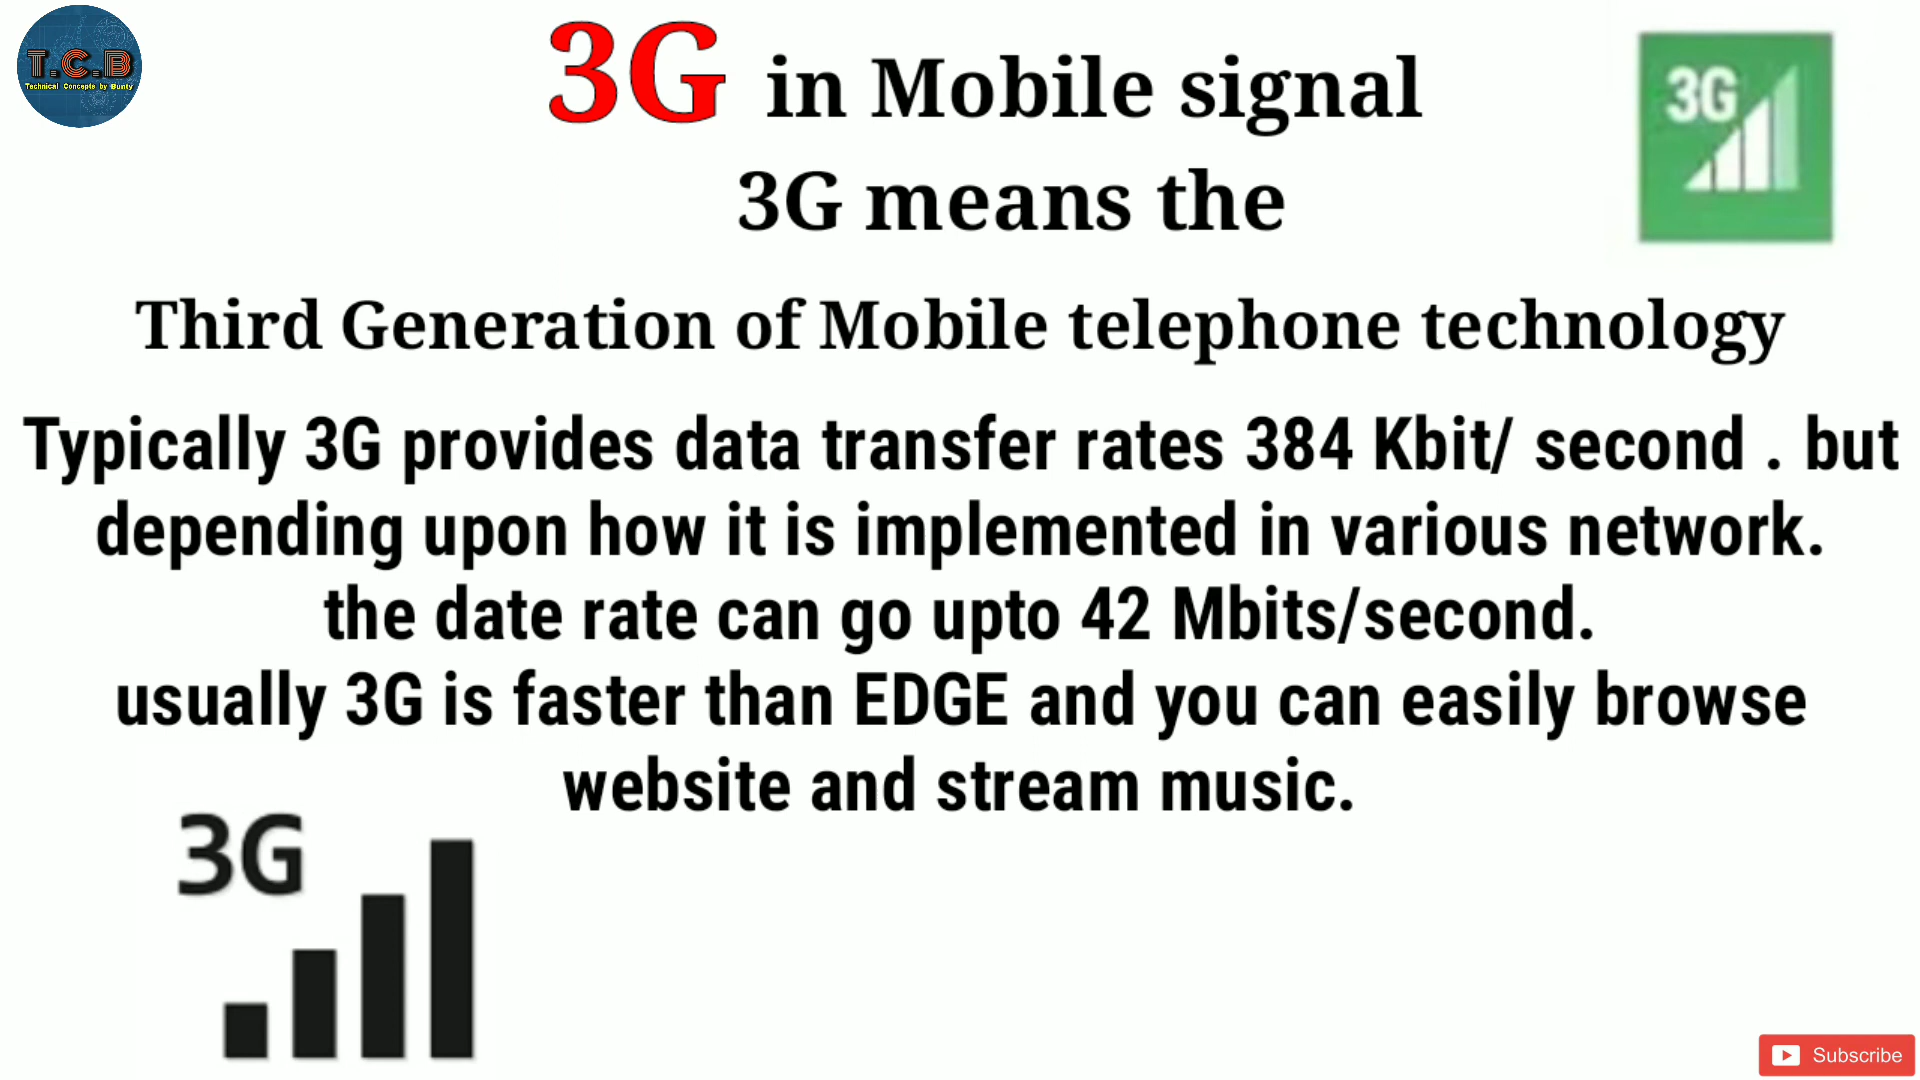 T.C.B
Technical Concepts by Bunty
3G in Mobile signal
3G
3G means the
Third Generation of Mobile telephone technology
Typically 3G provides data transfer rates 384 Kbit/ second . but
depending upon how it is implemented in various network.
the date rate can go upto 42 Mbits/second.
usually 3G is faster than EDGE and you can easily browse
website and stream music.
3G
Subscribe